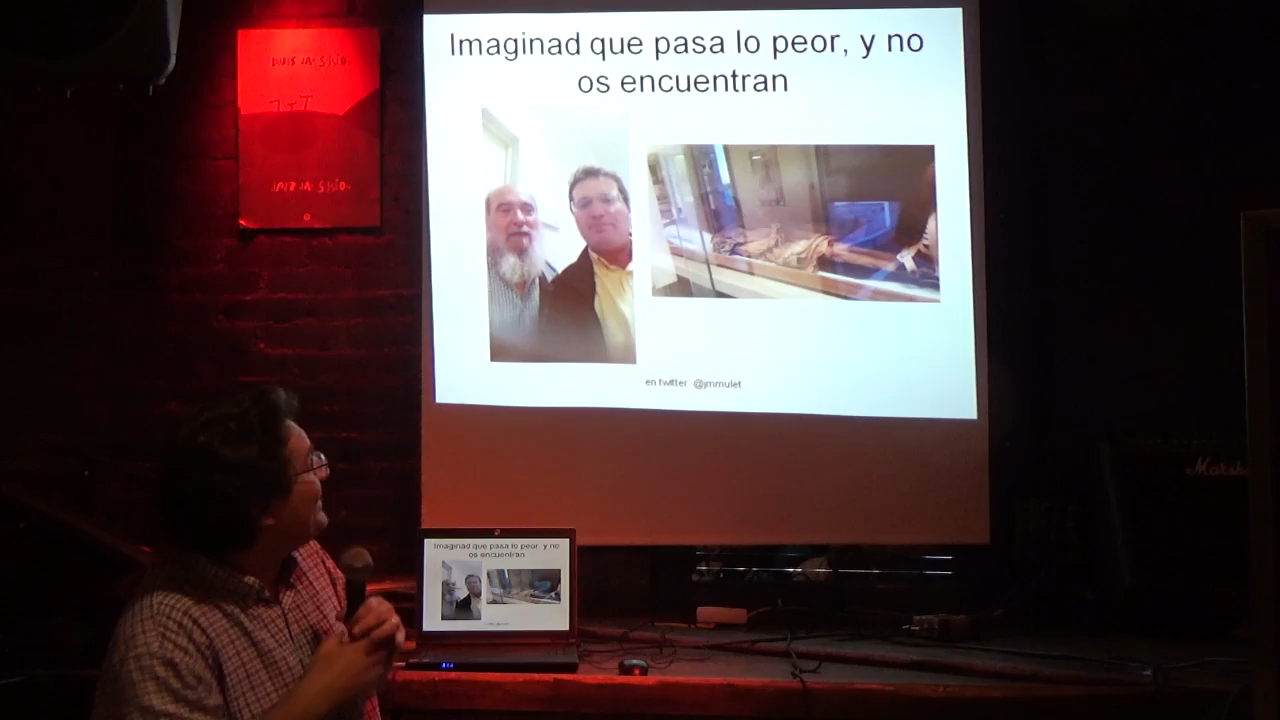 Imaginad que pasa lo peor, y no
os encuentran
en twitter @jmmulet
Imaginad que pasa lo peor y no
os encuentran